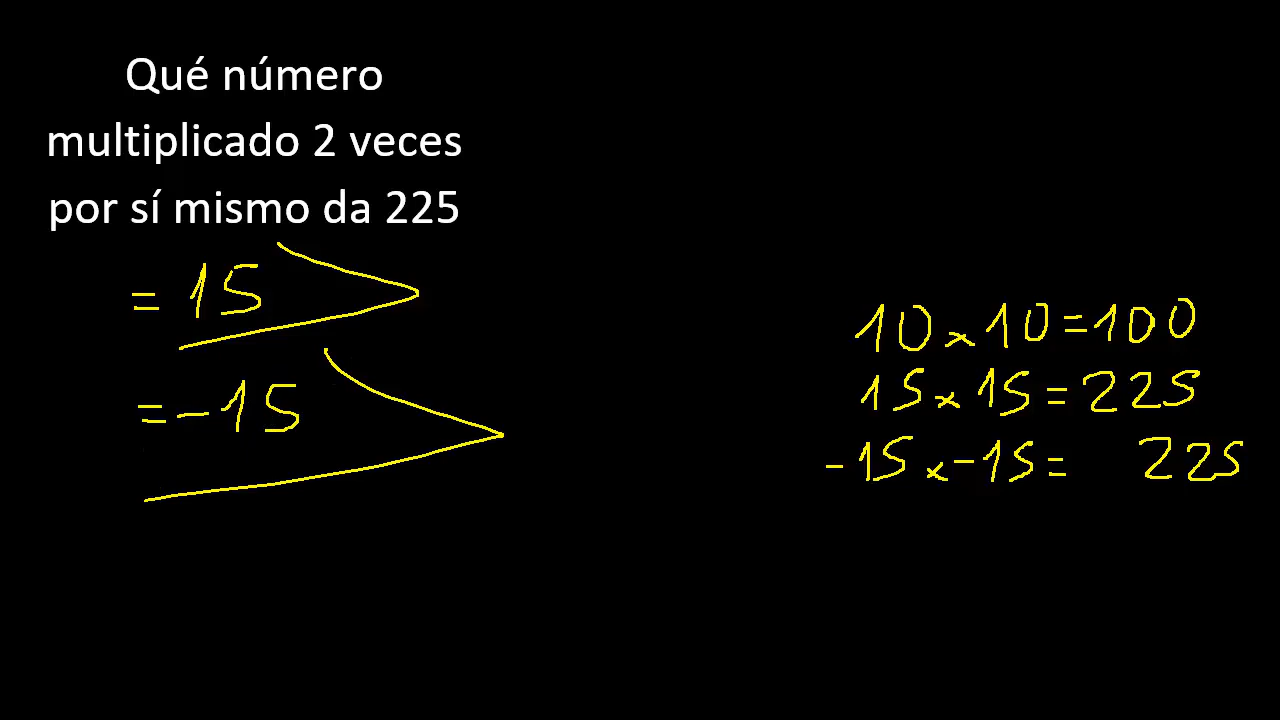 Qué número
multiplicado 2 veces
por sí mismo da 225
= 15
= -15
10 x 10 = 100
15 x 15 = 225
-15 x -15 = 225